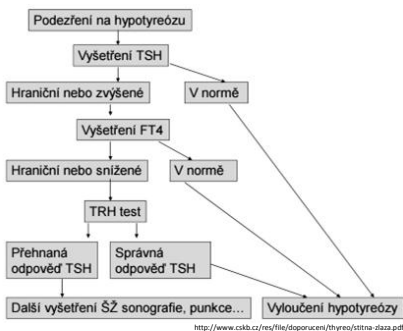 Podezření na hypotyreózu
Vyšetření TSH
Hraniční nebo zvýšené
V normě
Vyšetření FT4
Hraniční nebo snížené
V normě
TRH test
Přehnaná
odpověď TSH
Správná
odpověď TSH
Další vyšetření ŠŽ sonografie, punkce...
Vyloučení hypotyreózy
http://www.cskb.cz/res/file/doporuceni/thyreo/stitna-zlaza.pdf